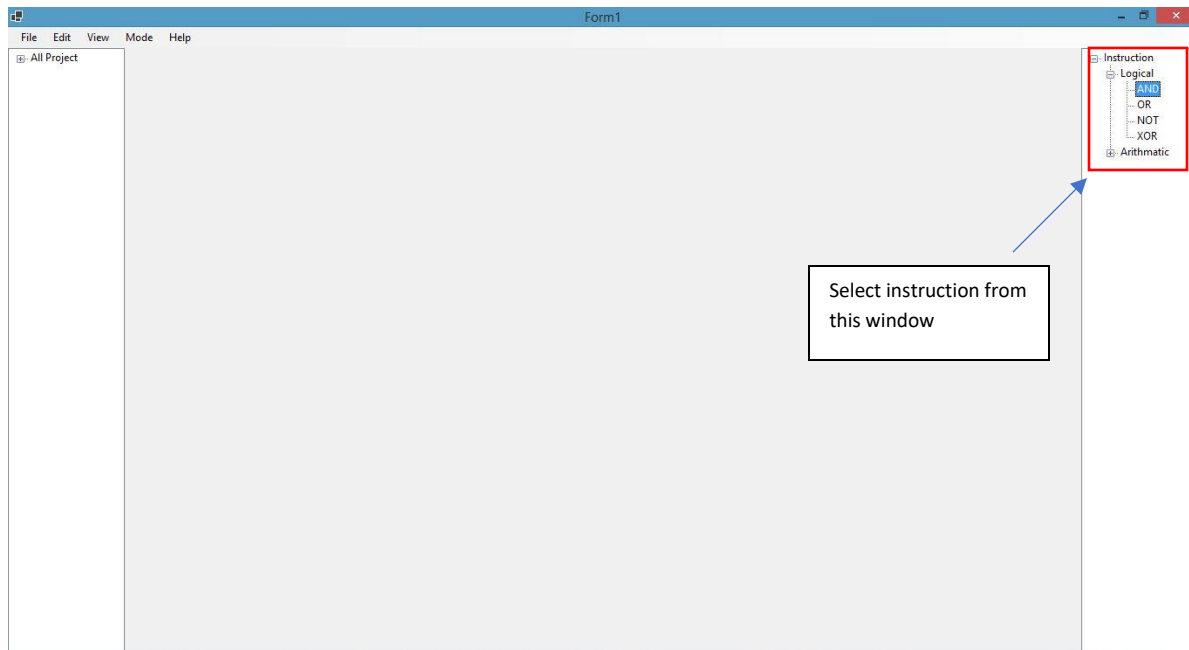 Form1
File Edit View Mode Help
All Project
Instruction
Logical
AND
OR
NOT
XOR
Arithmatic
Select instruction from
this window